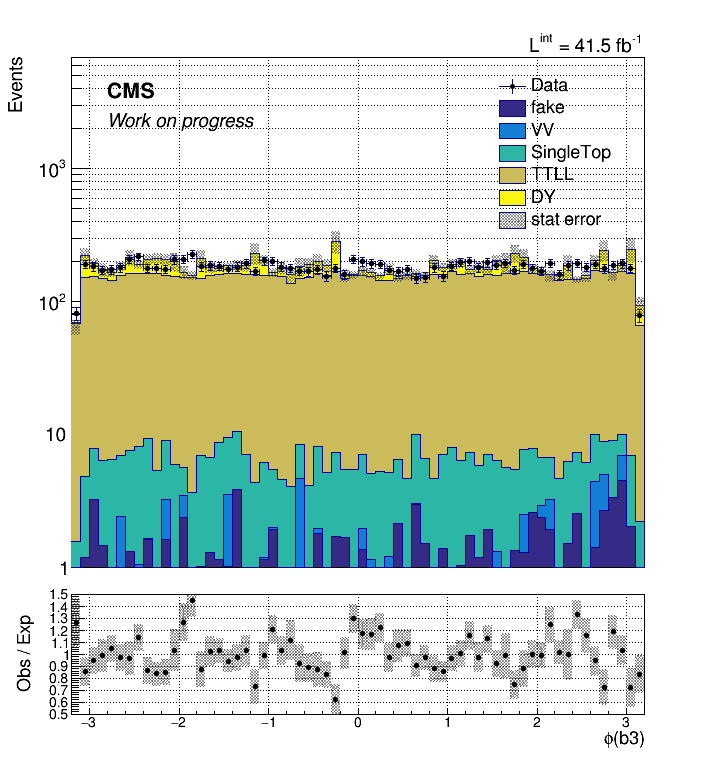 L^int = 41.5 fb^-1
Events
CMS
Work on progress
Data
fake
VV
SingleTop
TTLL
DY
stat error
10^3
10^2
10
1
Obs / Exp
1.5
1.4
1.3
1.2
1.1
1
0.9
0.8
0.7
0.6
0.5
−3 −2 −1 0 1 2 3
ϕ(b3)